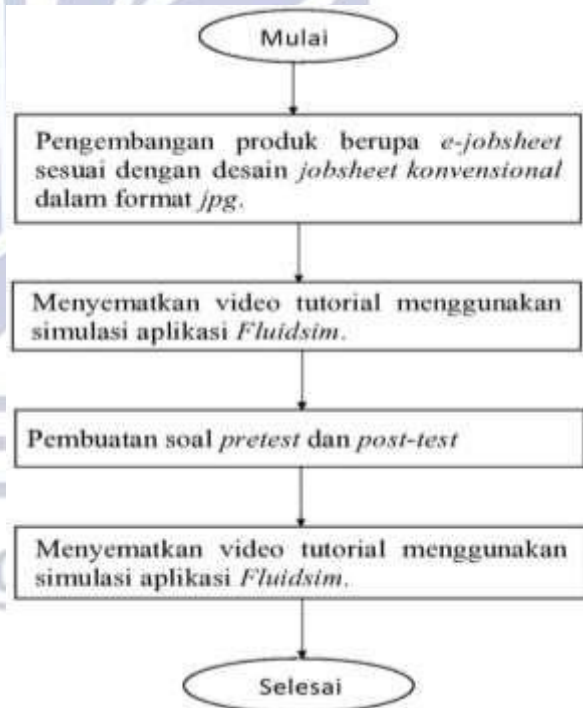 Mulai
Pengembangan produk berupa e-jobsheet
sesuai dengan desain jobsheet konvensional
dalam format jpg.
Menyematkan video tutorial menggunakan
simulasi aplikasi Fluidsim.
Pembuatan soal pretest dan post-test
Menyematkan video tutorial menggunakan
simulasi aplikasi Fluidsim.
Selesai